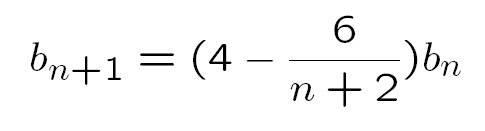 b_{n+1} = (4 - \frac{6}{n+2})b_n